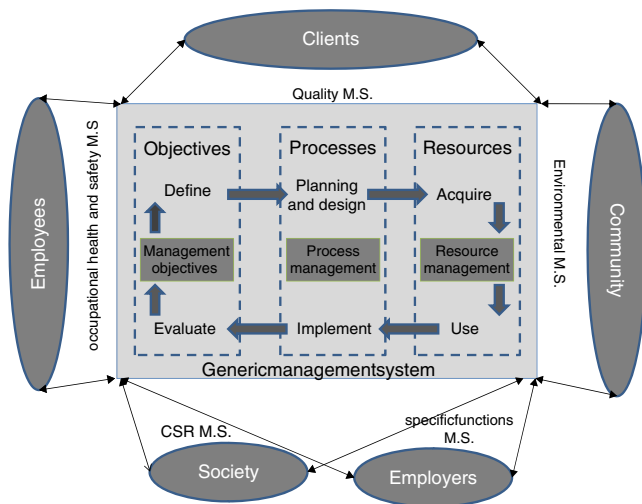 Clients
Quality M.S.
Employees
occupational health and safety M.S
Objectives
Processes
Resources
Define
Planning
and design
Acquire
Management
objectives
Process
management
Resource
management
Evaluate
Implement
Use
Genericmanagementsystem
Environmental M.S.
Community
CSR M.S.
specificfunctions
M.S.
Society
Employers